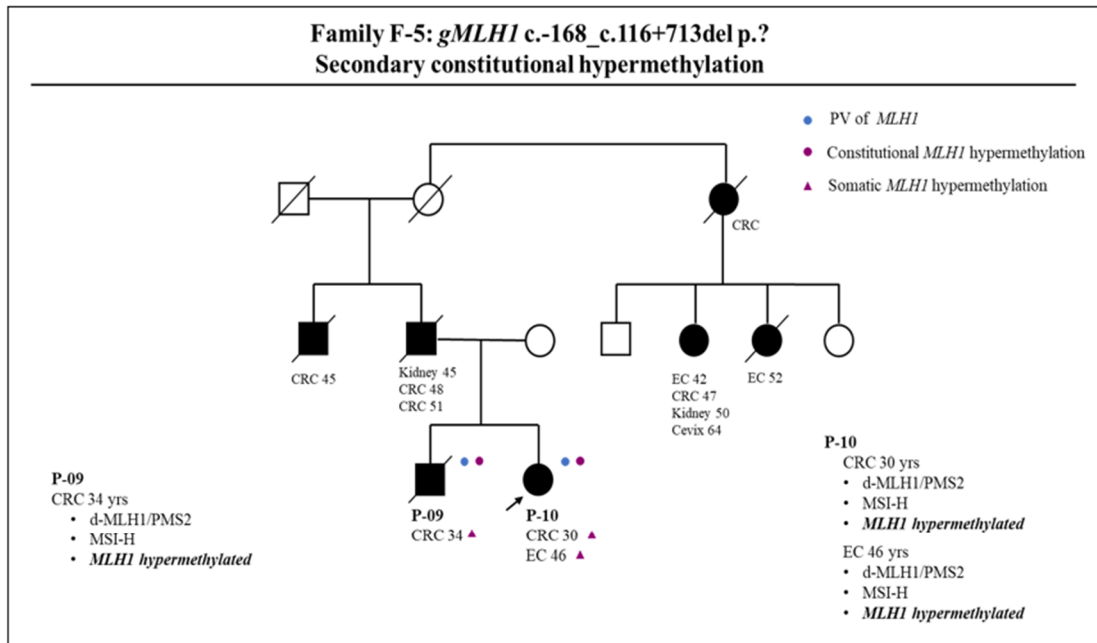 Family F-5: gMLH1 c.-168_c.116+713del p.?
Secondary constitutional hypermethylation
PV of MLH1
Constitutional MLH1 hypermethylation
Somatic MLH1 hypermethylation
CRC
CRC 45
Kidney 45
CRC 48
CRC 51
EC 42
CRC 47
Kidney 50
Cevix 64
EC 52
P-09
CRC 34 yrs
• d-MLH1/PMS2
• MSI-H
• MLH1 hypermethylated
P-09
CRC 34
P-10
CRC 30
EC 46
P-10
CRC 30 yrs
• d-MLH1/PMS2
• MSI-H
• MLH1 hypermethylated
EC 46 yrs
• d-MLH1/PMS2
• MSI-H
• MLH1 hypermethylated